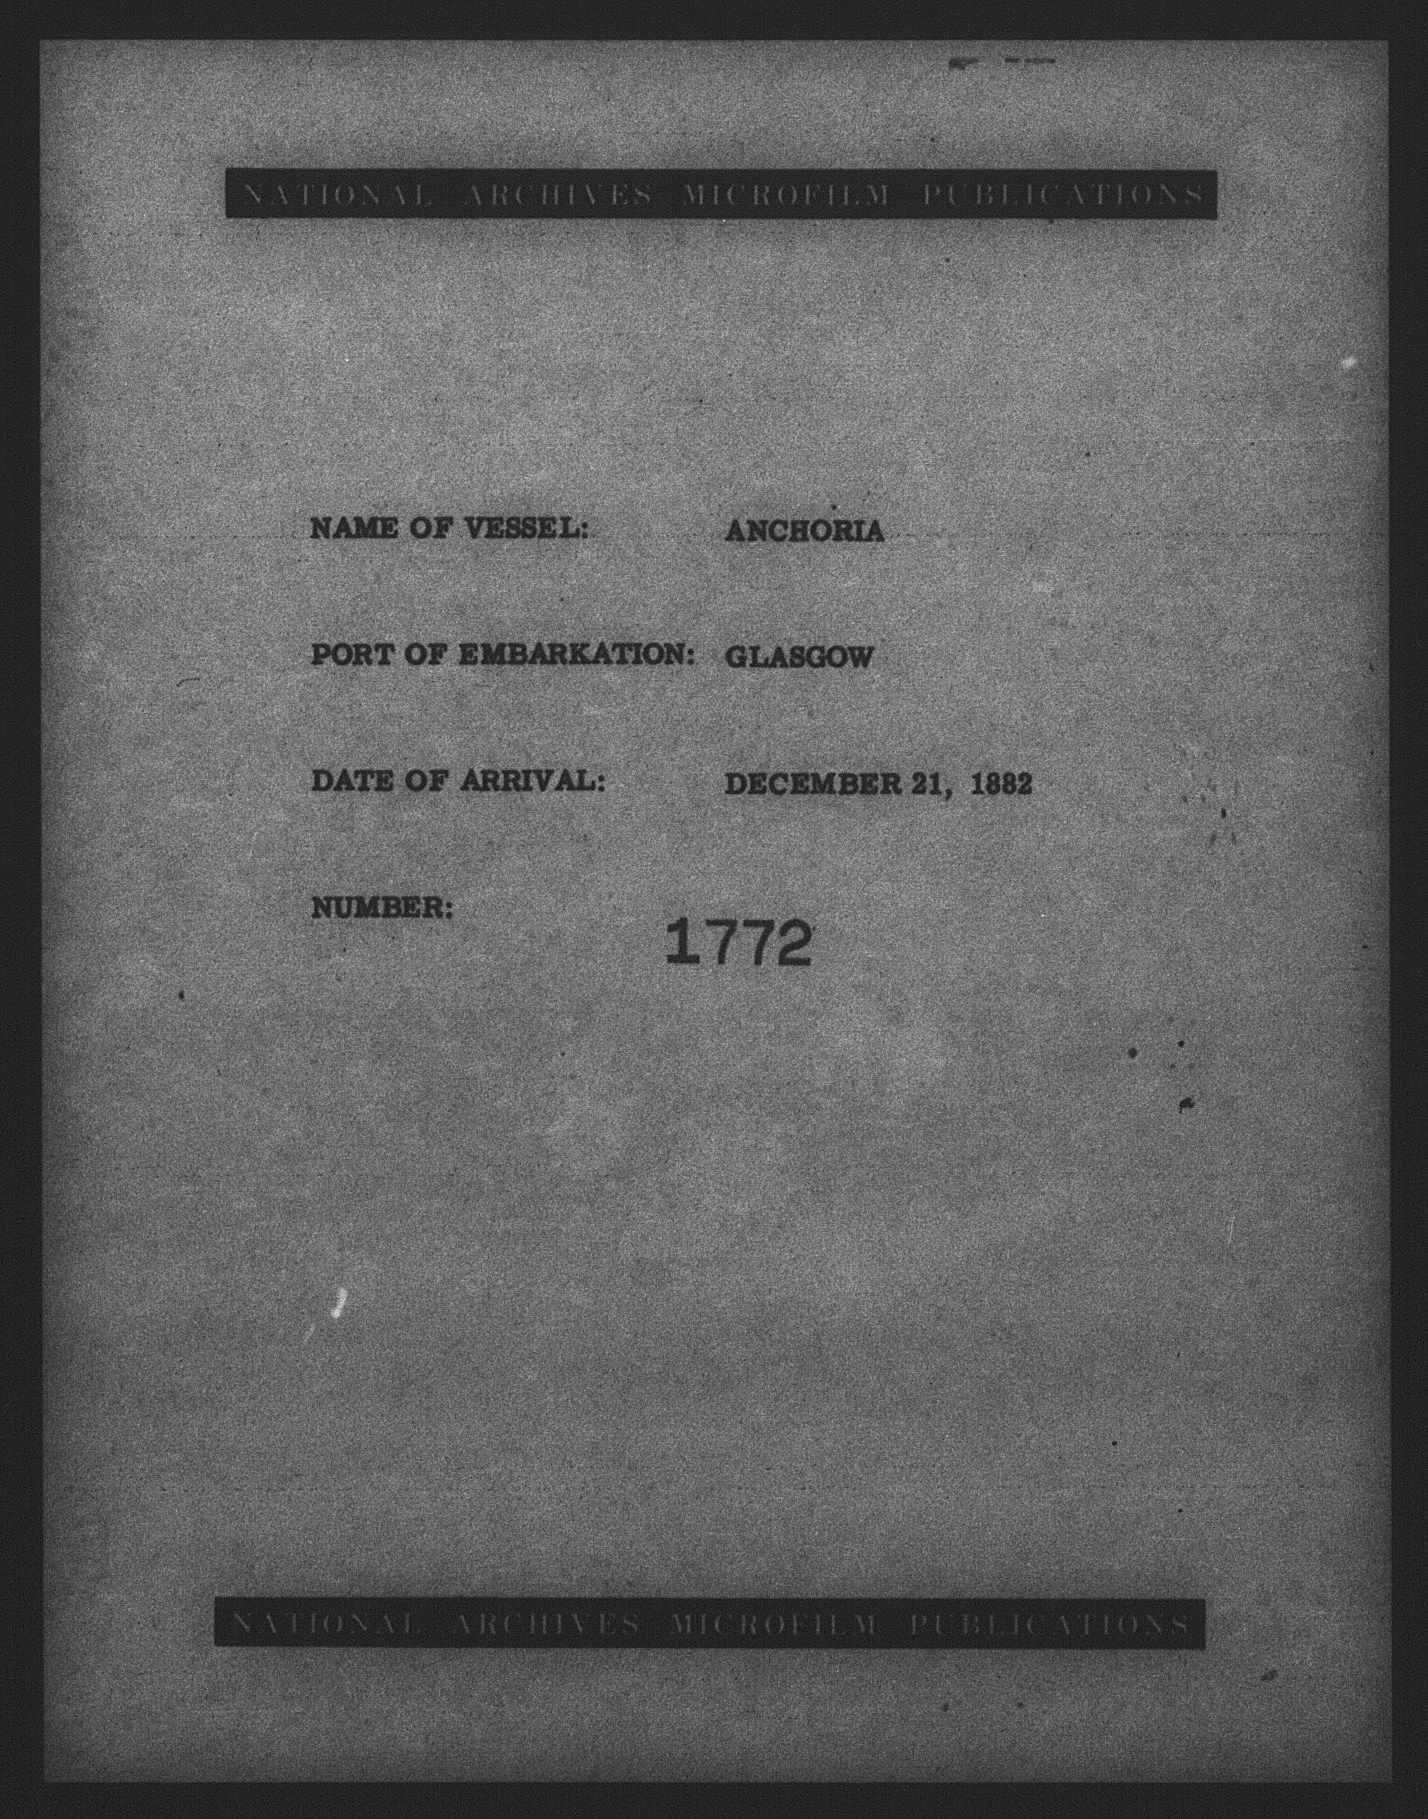 NATIONAL ARCHIVES MICROFILM PUBLICATIONS
NAME OF VESSEL: ANCHORIA
PORT OF EMBARKATION: GLASGOW
DATE OF ARRIVAL: DECEMBER 21, 1882
NUMBER: 1772
NATIONAL ARCHIVES MICROFILM PUBLICATIONS